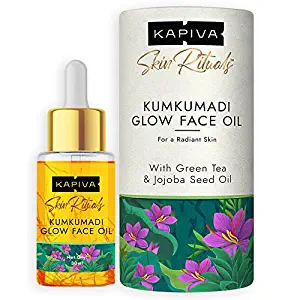 KAPIVA
Skin Rituals
KUMKUMADI
GLOW FACE OIL
For a Radiant Skin
With Green Tea
& Jojoba Seed Oil
KAPIVA
Skin Rituals
KUMKUMADI
GLOW FACE OIL